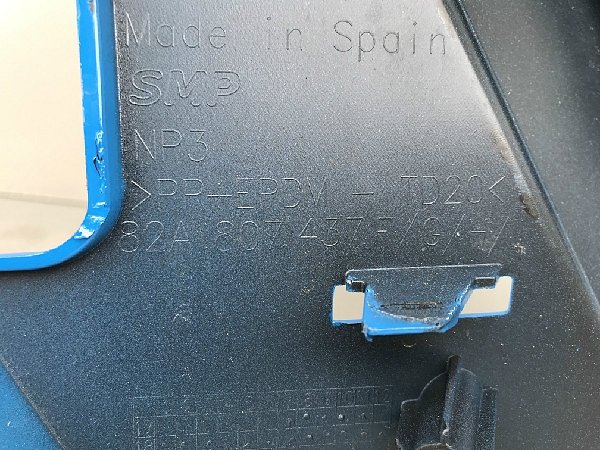 Made in Spain
SMP
NP3
>PP-EPDM - TD20<
82A 807 437 F/G/H/